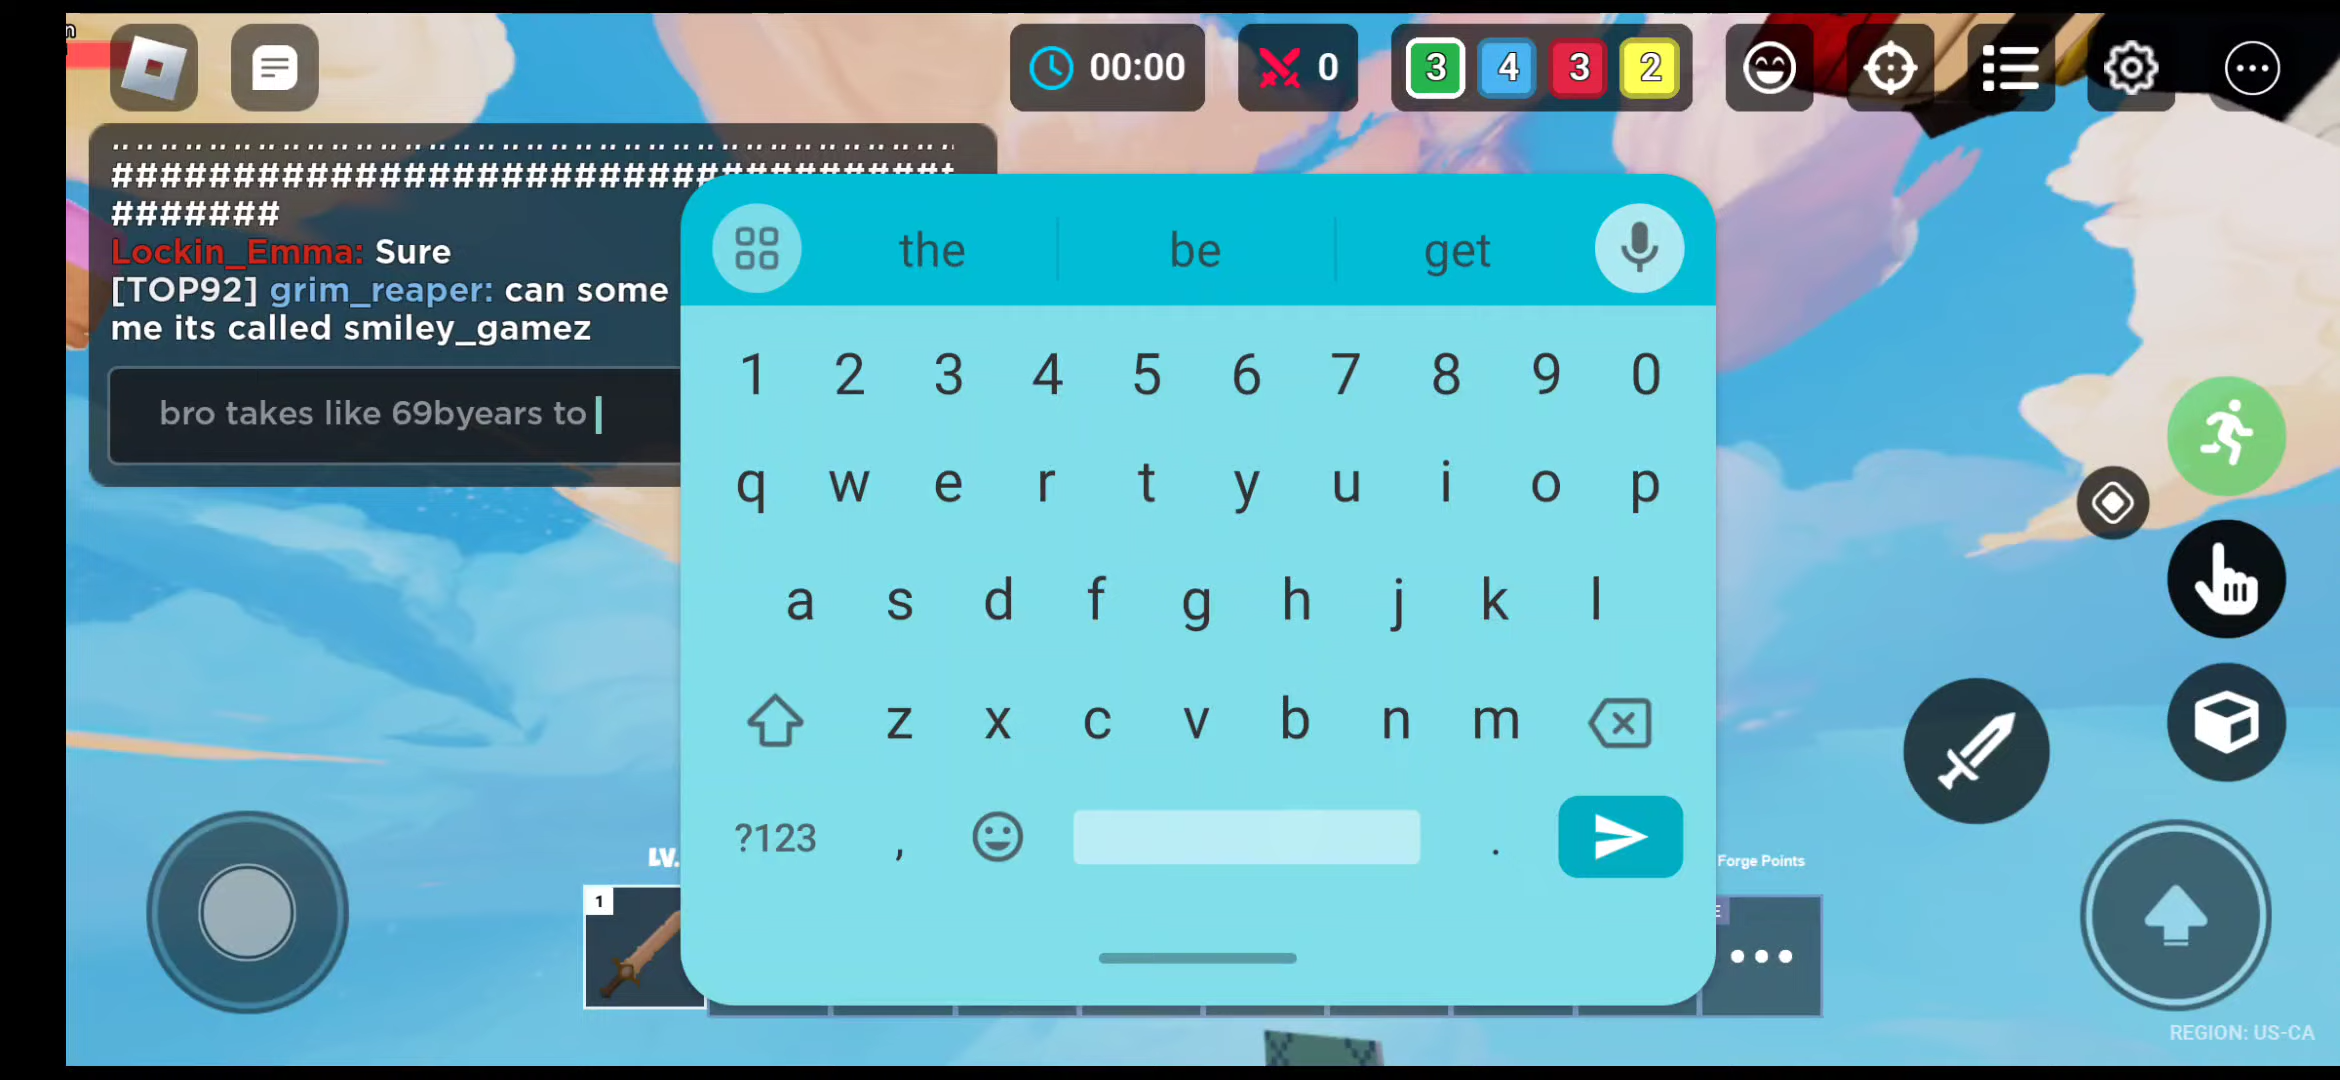 00:00
0
3 4 3 2
######################################
#######
Lockin_Emma: Sure
[TOP92] grim_reaper: can some
me its called smiley_gamez
bro takes like 69byears to
the be get
1 2 3 4 5 6 7 8 9 0
q w e r t y u i o p
a s d f g h j k l
z x c v b n m
?123 , .
LV.
Forge Points
1
REGION: US-CA